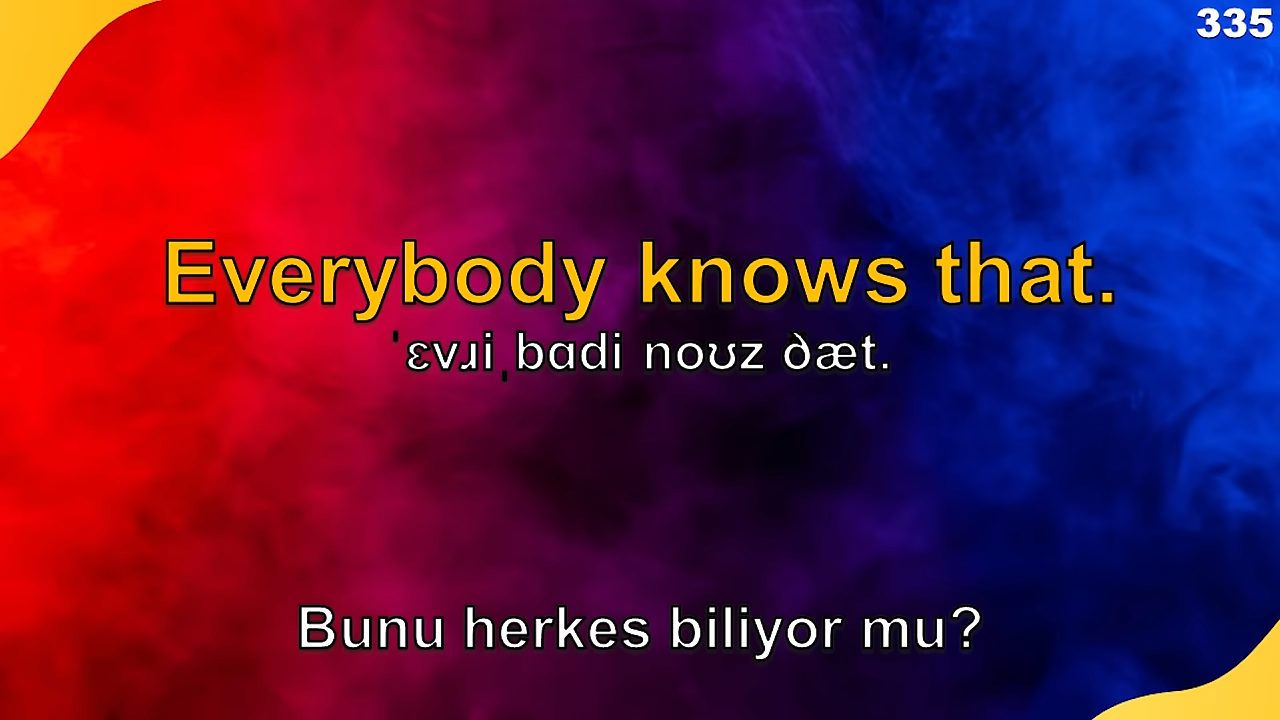 335
Everybody knows that.
ˈɛvɹiˌbɑdi noʊz ðæt.
Bunu herkes biliyor mu?